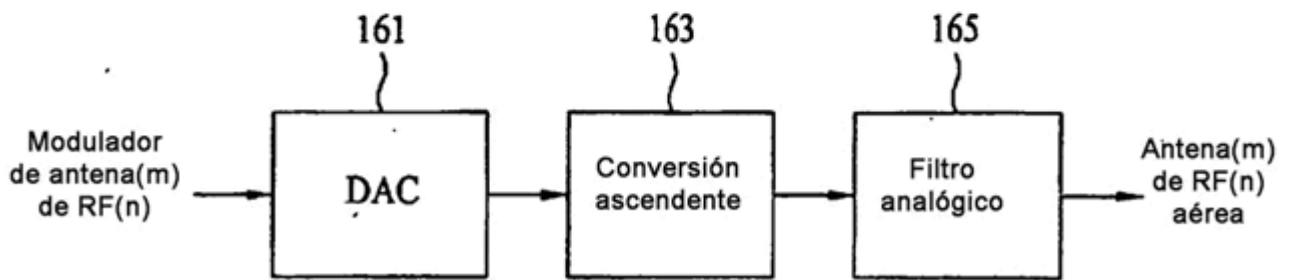 161
163
165
Modulador
de antena(m)
de RF(n)
DAC
Conversión
ascendente
Filtro
analógico
Antena(m)
de RF(n)
aérea